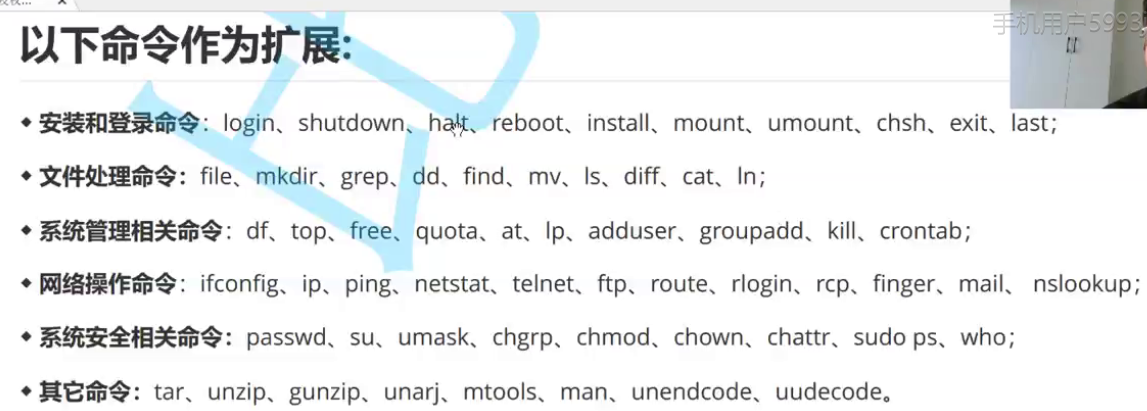 以下命令作为扩展:
手机用户5993
◆ 安装和登录命令：login、shutdown、halt、reboot、install、mount、umount、chsh、exit、last；
◆ 文件处理命令：file、mkdir、grep、dd、find、mv、ls、diff、cat、ln；
◆ 系统管理相关命令：df、top、free、quota、at、lp、adduser、groupadd、kill、crontab；
◆ 网络操作命令：ifconfig、ip、ping、netstat、telnet、ftp、route、rlogin、rcp、finger、mail、 nslookup；
◆ 系统安全相关命令：passwd、su、umask、chgrp、chmod、chown、chattr、sudo ps、who；
◆ 其它命令：tar、unzip、gunzip、unarj、mtools、man、unendcode、uudecode。